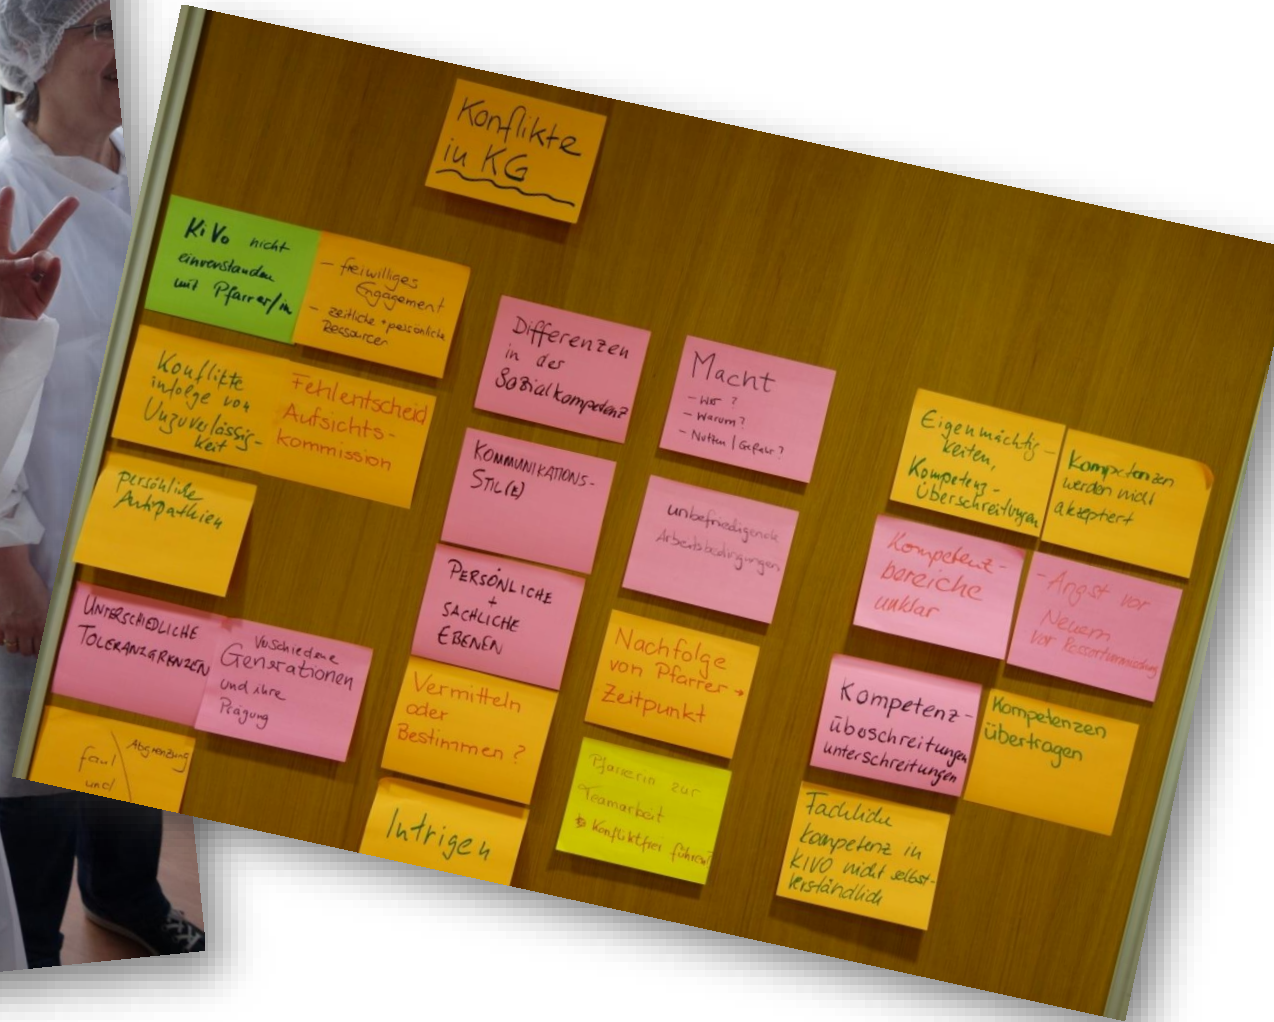 Konflikte
in KG
KiVo nicht
einverstanden
mit Pfarrer/in
- freiwilliges
Engagement
- zeitliche + persönliche
Ressourcen
Konflikte
infolge von
Unzuverlässig-
keit
Fehlentscheid
Aufsichts-
kommission
persönliche
Antipathien
UNTERSCHIEDLICHE
TOLERANZGRENZEN
Verschiedene
Generationen
und ihre
Prägung
faul
und
Abgrenzung
Differenzen
in der
Sozialkompetenz
KOMMUNIKATIONS-
STIL(E)
PERSÖNLICHE
+
SACHLICHE
EBENEN
Vermitteln
oder
Bestimmen ?
Intrigen
Macht
- Wer ?
- Warum ?
- Nutzen / Gefahr ?
unbefriedigende
Arbeitsbedingungen
Nachfolge
von Pfarrer →
Zeitpunkt
Pfarrerin zur
Teamarbeit
Konfliktfrei führen?
Eigenmächtig-
keiten,
Kompetenz-
Überschreitungen
Kompetenzen
werden nicht
akzeptiert
Kompetenz-
bereiche
unklar
- Angst vor
Neuem
vor
Kompetenz-
überschreitungen
unterschreitungen
Kompetenzen
übertragen
Fachliche
Kompetenz in
KIVO nicht selbst-
verständlich